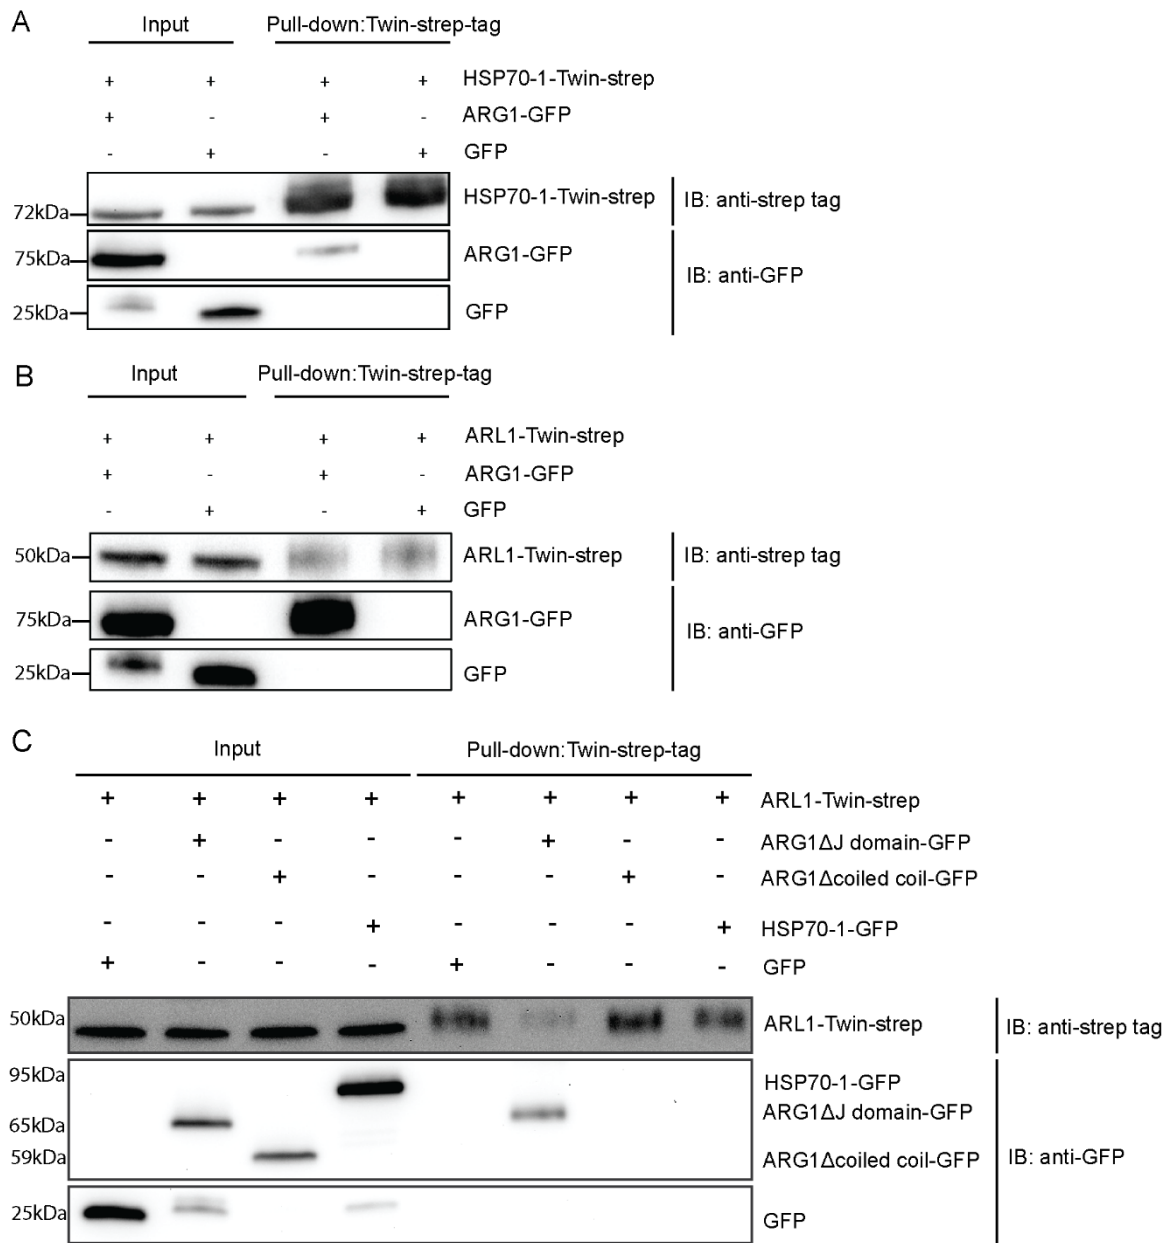 A
Input Pull-down:Twin-strep-tag
+ + + + HSP70-1-Twin-strep
+ - + - ARG1-GFP
- + - + GFP
72kDa HSP70-1-Twin-strep IB: anti-strep tag
75kDa ARG1-GFP
IB: anti-GFP
25kDa GFP
B
Input Pull-down:Twin-strep-tag
+ + + + ARL1-Twin-strep
+ - + - ARG1-GFP
- + - + GFP
50kDa ARL1-Twin-strep IB: anti-strep tag
75kDa ARG1-GFP IB: anti-GFP
25kDa GFP
C
Input Pull-down:Twin-strep-tag
+ + + + + + + + ARL1-Twin-strep
- + - - - + - - ARG1ΔJ domain-GFP
- - + - - - + - ARG1Δcoiled coil-GFP
- - - + - - - + HSP70-1-GFP
+ - - - + - - - GFP
50kDa ARL1-Twin-strep IB: anti-strep tag
95kDa HSP70-1-GFP
65kDa ARG1ΔJ domain-GFP
59kDa ARG1Δcoiled coil-GFP IB: anti-GFP
25kDa GFP